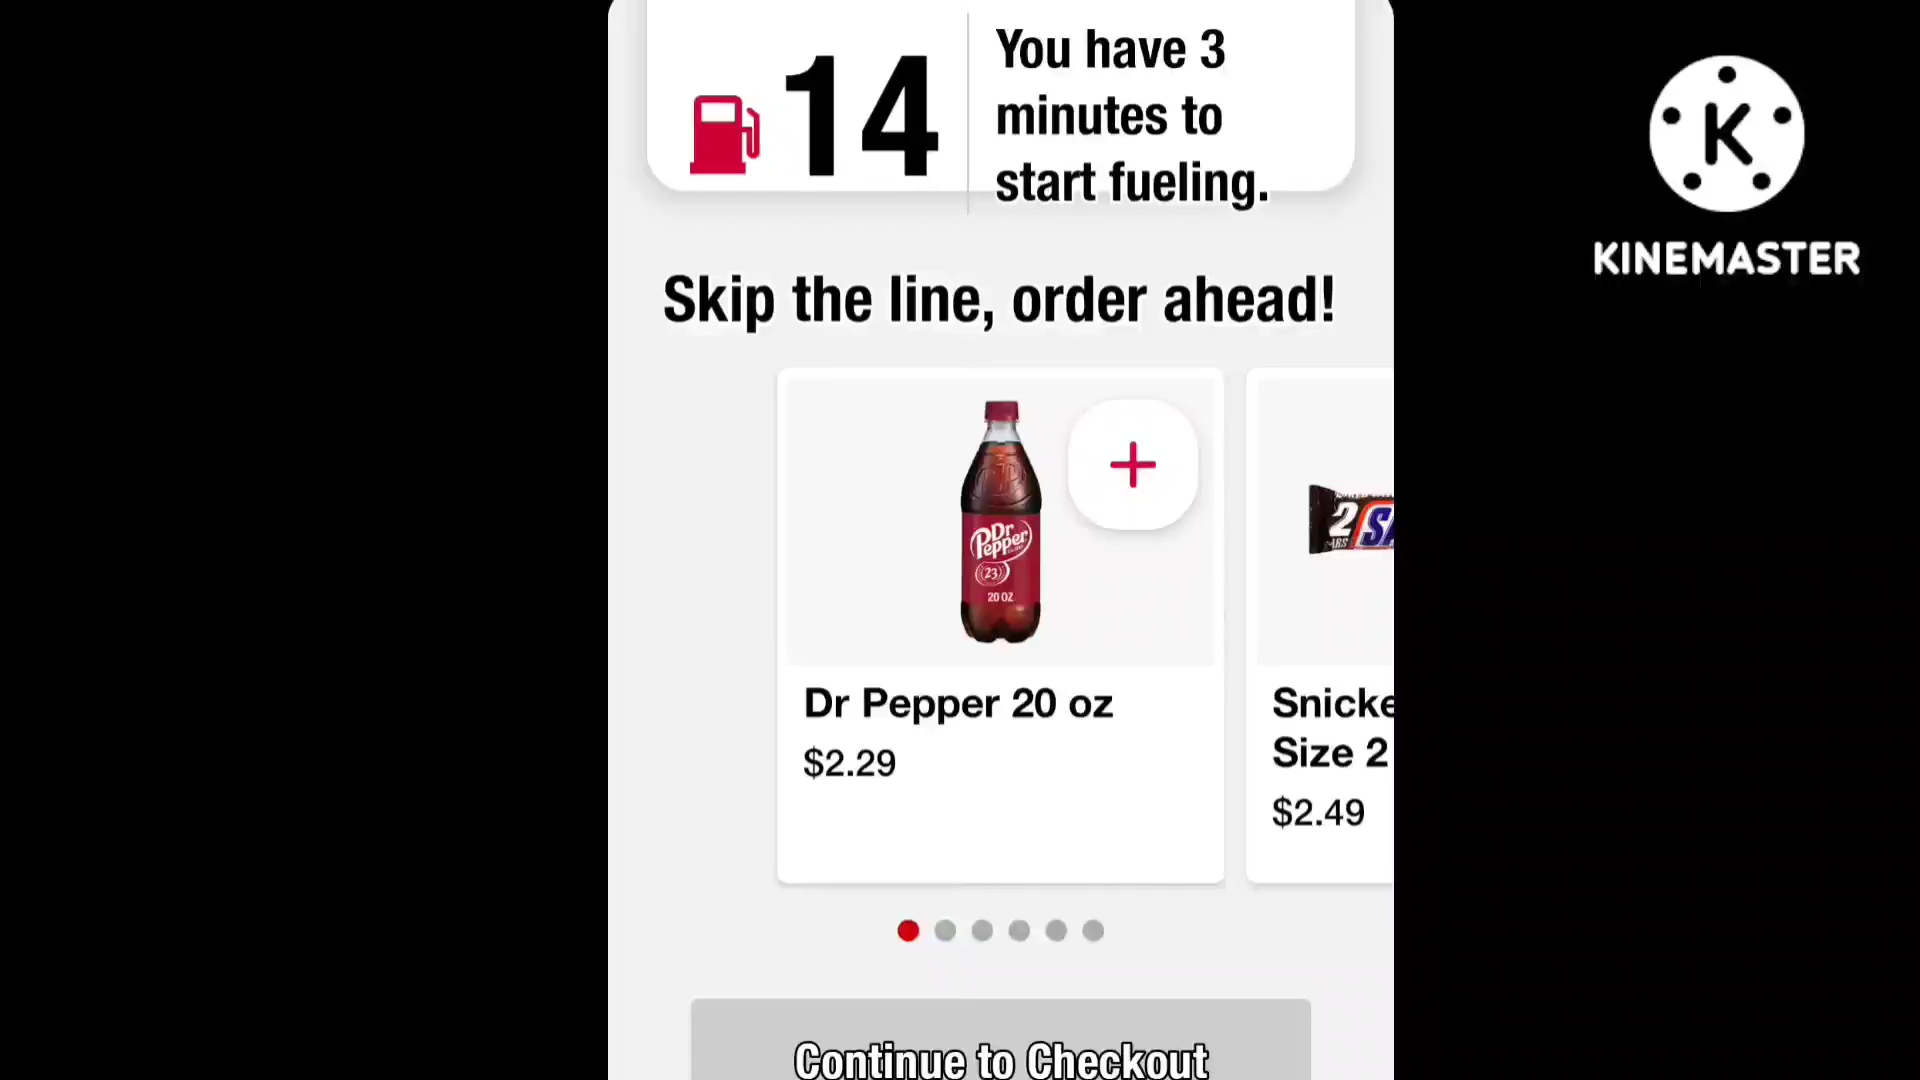 14
You have 3
minutes to
start fueling.
K
KINEMASTER
Skip the line, order ahead!
Dr
Pepper
23
20 OZ
2
Dr Pepper 20 oz
$2.29
Snicke
Size 2
$2.49
Continue to Checkout